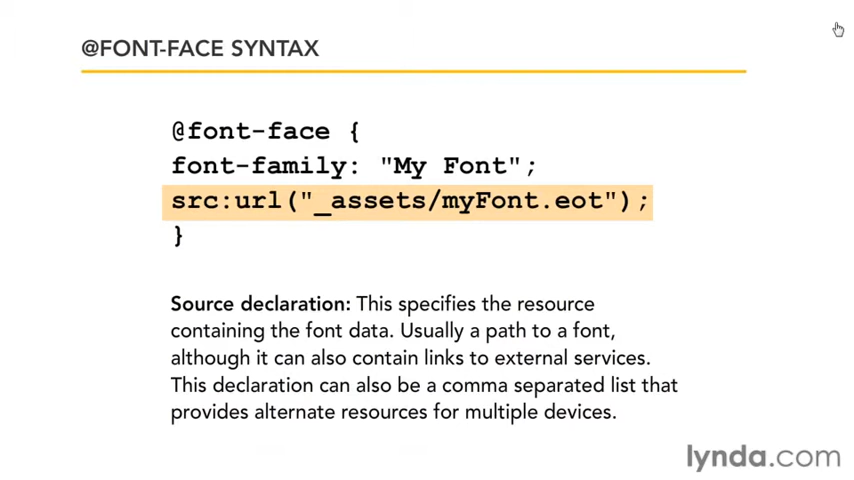 @FONT-FACE SYNTAX
@font-face {
font-family: "My Font";
src:url("_assets/myFont.eot");
}
Source declaration: This specifies the resource
containing the font data. Usually a path to a font,
although it can also contain links to external services.
This declaration can also be a comma separated list that
provides alternate resources for multiple devices.
lynda.com